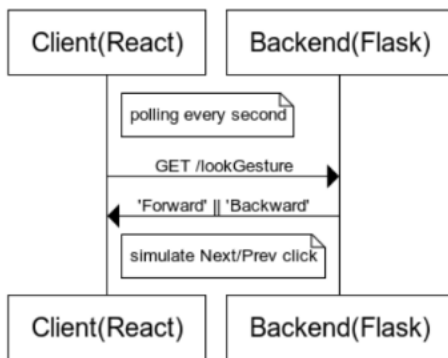 Client(React) Backend(Flask)
polling every second
GET /lookGesture
'Forward' || 'Backward'
simulate Next/Prev click
Client(React) Backend(Flask)